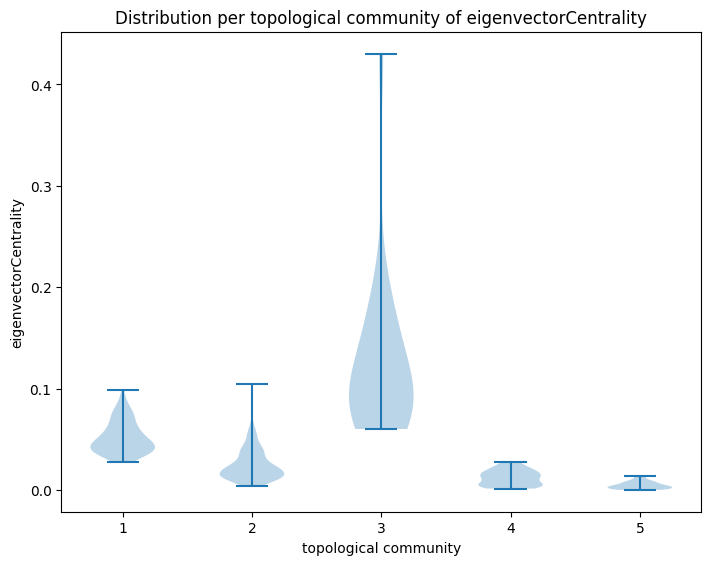 Distribution per topological community of eigenvectorCentrality
eigenvectorCentrality
0.4
0.3
0.2
0.1
0.0
1 2 3 4 5
topological community